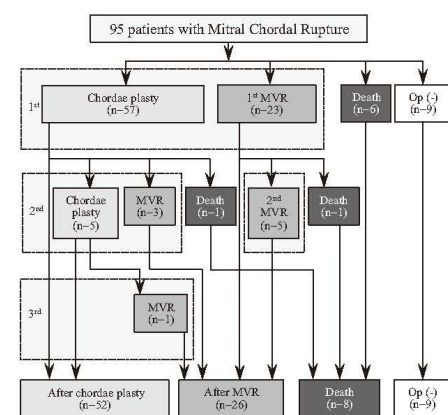 95 patients with Mitral Chordal Rupture
1st
Chordae plasty
(n–57)
1st MVR
(n–23)
Death
(n–6)
Op (-)
(n–9)
2nd
Chordae
plasty
(n–5)
MVR
(n–3)
Death
(n–1)
2nd
MVR
(n–5)
Death
(n–1)
3rd
MVR
(n–1)
After chordae plasty
(n–52)
After MVR
(n–26)
Death
(n–8)
Op (-)
(n–9)